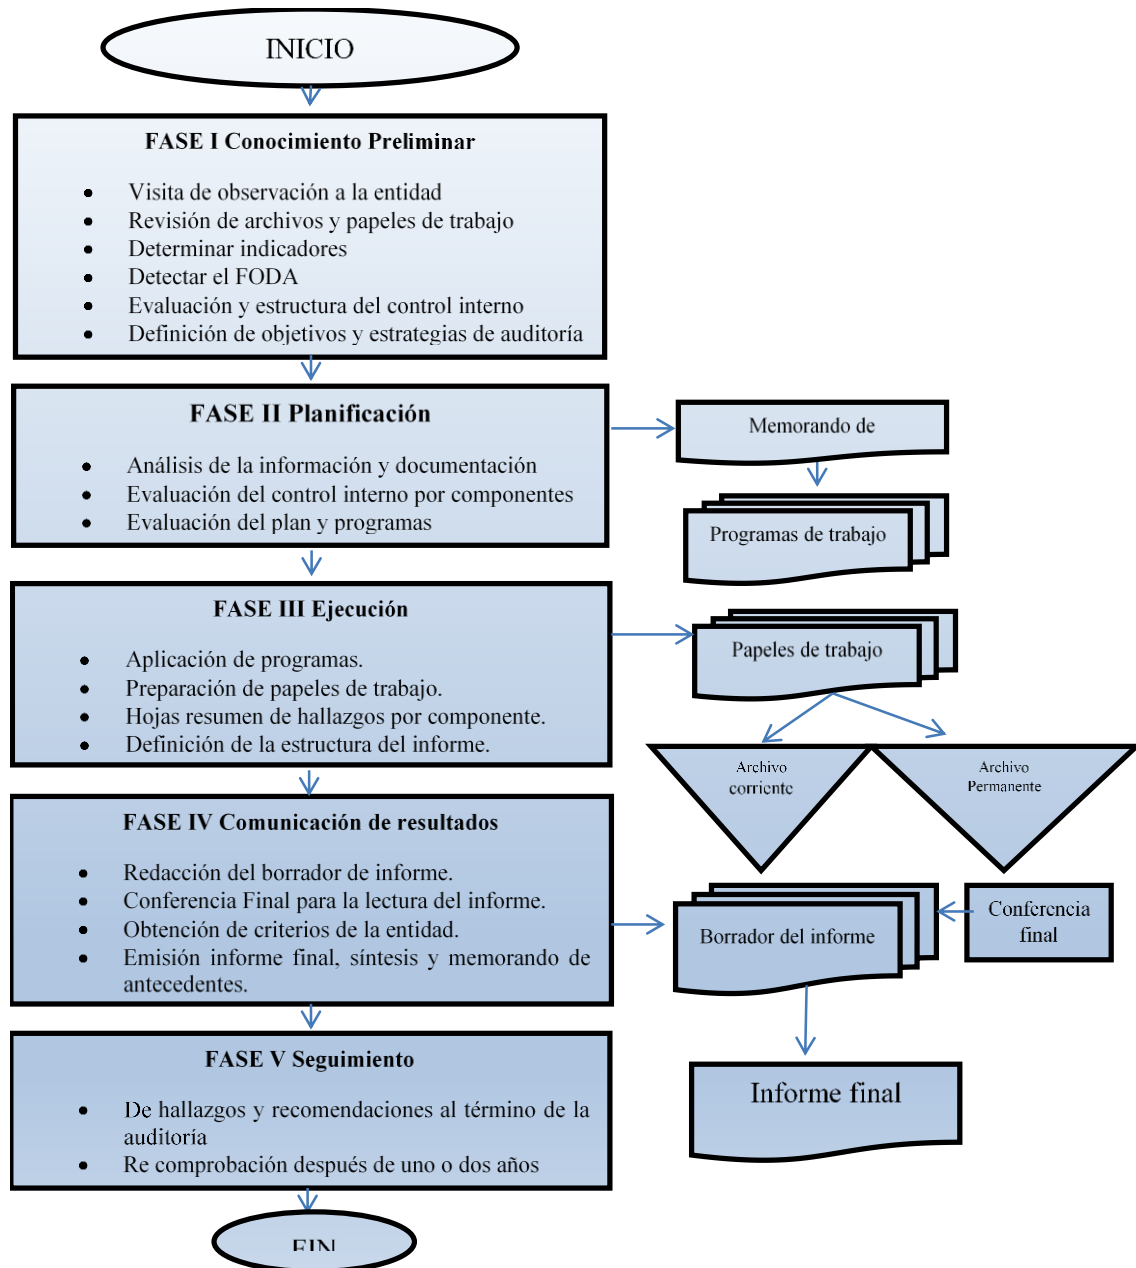 INICIO
FASE I Conocimiento Preliminar
• Visita de observación a la entidad
• Revisión de archivos y papeles de trabajo
• Determinar indicadores
• Detectar el FODA
• Evaluación y estructura del control interno
• Definición de objetivos y estrategias de auditoría
FASE II Planificación
• Análisis de la información y documentación
• Evaluación del control interno por componentes
• Evaluación del plan y programas
Memorando de
Programas de trabajo
FASE III Ejecución
• Aplicación de programas.
• Preparación de papeles de trabajo.
• Hojas resumen de hallazgos por componente.
• Definición de la estructura del informe.
Papeles de trabajo
Archivo
corriente
Archivo
Permanente
FASE IV Comunicación de resultados
• Redacción del borrador de informe.
• Conferencia Final para la lectura del informe.
• Obtención de criterios de la entidad.
• Emisión informe final, síntesis y memorando de
antecedentes.
Borrador del informe
Conferencia
final
FASE V Seguimiento
• De hallazgos y recomendaciones al término de la
auditoría
• Re comprobación después de uno o dos años
Informe final
FIN